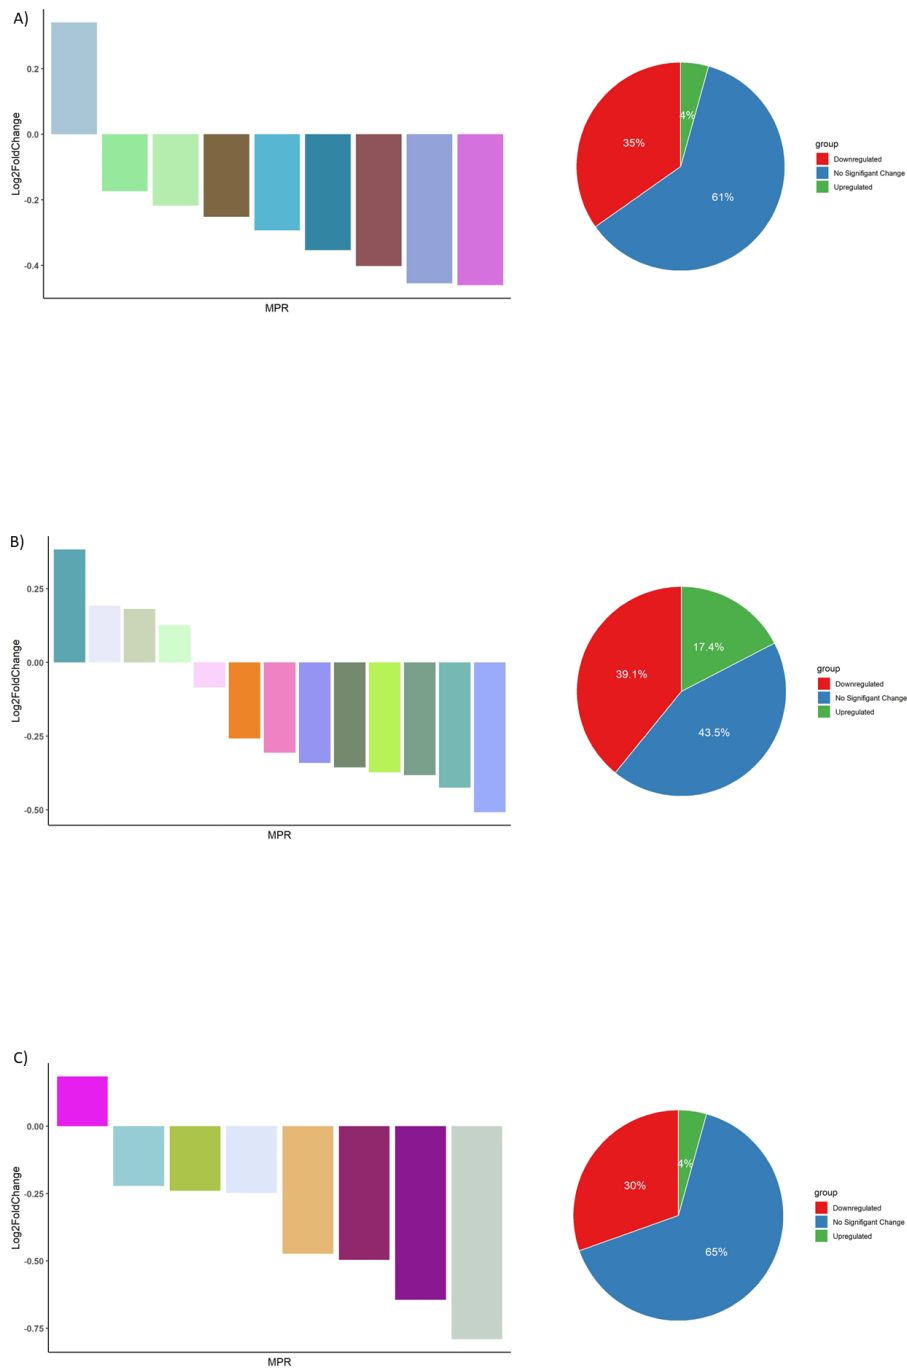 A)
0.2
0.0
-0.2
-0.4
Log2FoldChange
MPR
4%
35%
61%
group
Downregulated
No Signifigant Change
Upregulated
B)
0.25
0.00
-0.25
-0.50
Log2FoldChange
MPR
17.4%
39.1%
43.5%
group
Downregulated
No Signifigant Change
Upregulated
C)
0.00
-0.25
-0.50
-0.75
Log2FoldChange
MPR
4%
30%
65%
group
Downregulated
No Signifigant Change
Upregulated